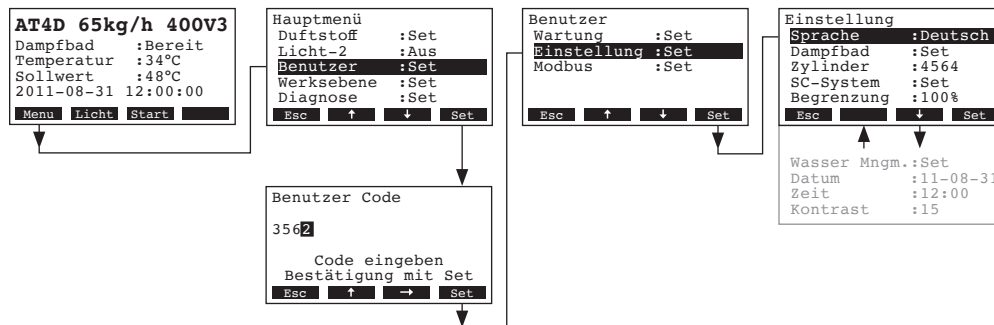 AT4D 65kg/h 400V3
Dampfbad :Bereit
Temperatur :34°C
Sollwert :48°C
2011-08-31 12:00:00
Menu Licht Start
Hauptmenü
Duftstoff :Set
Licht-2 :Aus
Benutzer :Set
Werksebene :Set
Diagnose :Set
Esc ↑ ↓ Set
Benutzer Code
3562
Code eingeben
Bestätigung mit Set
Esc ↑ → Set
Benutzer
Wartung :Set
Einstellung :Set
Modbus :Set
Esc ↑ ↓ Set
Einstellung
Sprache :Deutsch
Dampfbad :Set
Zylinder :4564
SC-System :Set
Begrenzung :100%
Esc ↓ Set
Wasser Mngm.:Set
Datum :11-08-31
Zeit :12:00
Kontrast :15